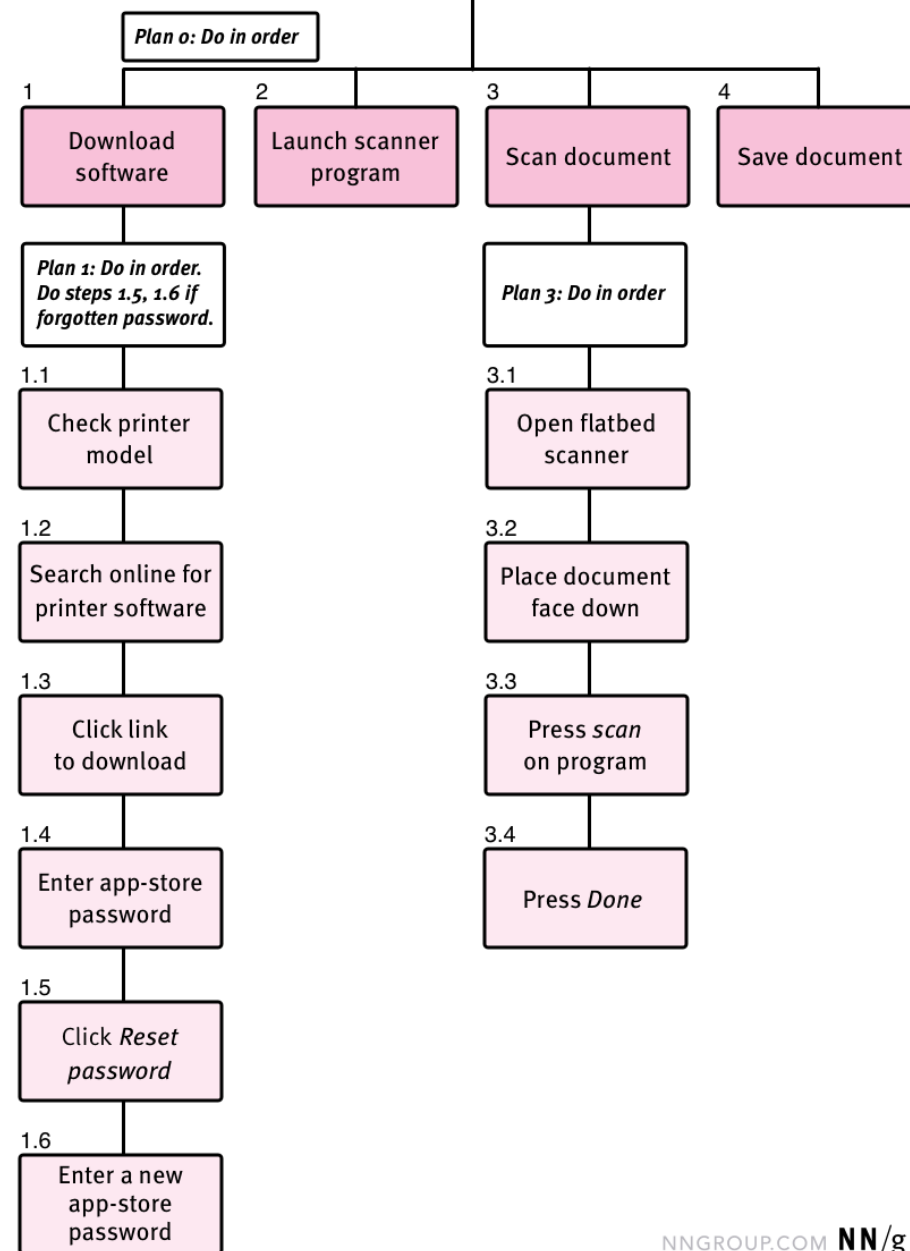 Plan 0: Do in order
1
Download
software
2
Launch scanner
program
3
Scan document
4
Save document
Plan 1: Do in order.
Do steps 1.5, 1.6 if
forgotten password.
1.1
Check printer
model
1.2
Search online for
printer software
1.3
Click link
to download
1.4
Enter app-store
password
1.5
Click Reset
password
1.6
Enter a new
app-store
password
Plan 3: Do in order
3.1
Open flatbed
scanner
3.2
Place document
face down
3.3
Press scan
on program
3.4
Press Done
NNGROUP.COM NN/g